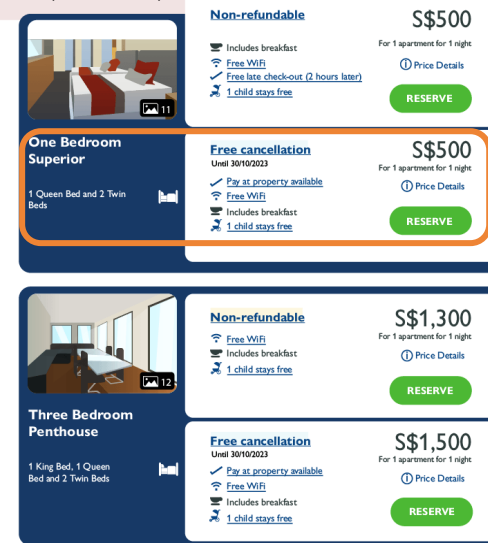 Non-refundable
S$500
Includes breakfast
For 1 apartment for 1 night
Free WiFi
Price Details
Free late check-out (2 hours later)
1 child stays free
RESERVE
11
One Bedroom
Superior
1 Queen Bed and 2 Twin
Beds
Free cancellation
S$500
Until 30/10/2023
For 1 apartment for 1 night
Pay at property available
Price Details
Free WiFi
Includes breakfast
1 child stays free
RESERVE
12
Three Bedroom
Penthouse
1 King Bed, 1 Queen
Bed and 2 Twin Beds
Non-refundable
S$1,300
For 1 apartment for 1 night
Free WiFi
Includes breakfast
Price Details
1 child stays free
RESERVE
Free cancellation
S$1,500
Until 30/10/2023
For 1 apartment for 1 night
Pay at property available
Price Details
Free WiFi
Includes breakfast
1 child stays free
RESERVE